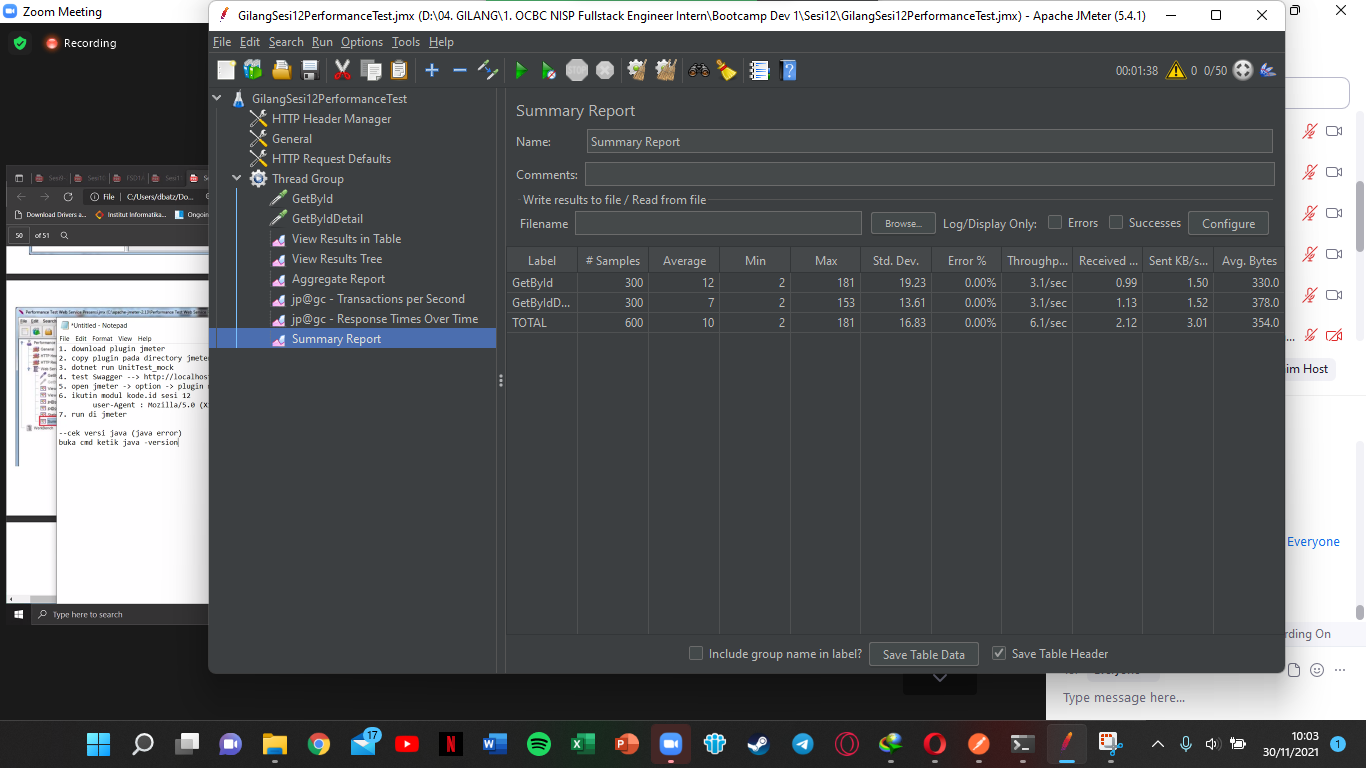 Zoom Meeting
Recording
GilangSesi12PerformanceTest.jmx (D:\04. GILANG\1. OCBC NISP Fullstack Engineer Intern\Bootcamp Dev 1\Sesi12\GilangSesi12PerformanceTest.jmx) - Apache JMeter (5.4.1)
File Edit Search Run Options Tools Help
00:01:38 0 0/50
GilangSesi12PerformanceTest
HTTP Header Manager
General
HTTP Request Defaults
Thread Group
GetById
GetByIdDetail
View Results in Table
View Results Tree
Aggregate Report
jp@gc - Transactions per Second
jp@gc - Response Times Over Time
Summary Report
Summary Report
Name: Summary Report
Comments:
Write results to file / Read from file
Filename Browse... Log/Display Only: Errors Successes Configure
Label # Samples Average Min Max Std. Dev. Error % Throughp... Received ... Sent KB/s... Avg. Bytes
GetById 300 12 2 181 19.23 0.00% 3.1/sec 0.99 1.50 330.0
GetByIdD... 300 7 2 153 13.61 0.00% 3.1/sec 1.13 1.52 378.0
TOTAL 600 10 2 181 16.83 0.00% 6.1/sec 2.12 3.01 354.0
Include group name in label? Save Table Data Save Table Header
File C:/Users/dbatz/Do...
Download Drivers a... Institut Informatika... Ongoin
50 of 51
*Untitled - Notepad
File Edit Format View Help
1. download plugin jmeter
2. copy plugin pada directory jmeter
3. dotnet run UnitTest_mock
4. test Swagger --> http://localhos
5. open jmeter -> option -> plugin
6. ikutin modul kode.id sesi 12
user-Agent : Mozilla/5.0 (X
7. run di jmeter
--cek versi java (java error)
buka cmd ketik java -version
Type here to search
im Host
Everyone
rding On
Type message here...
17
10:03
30/11/2021
1